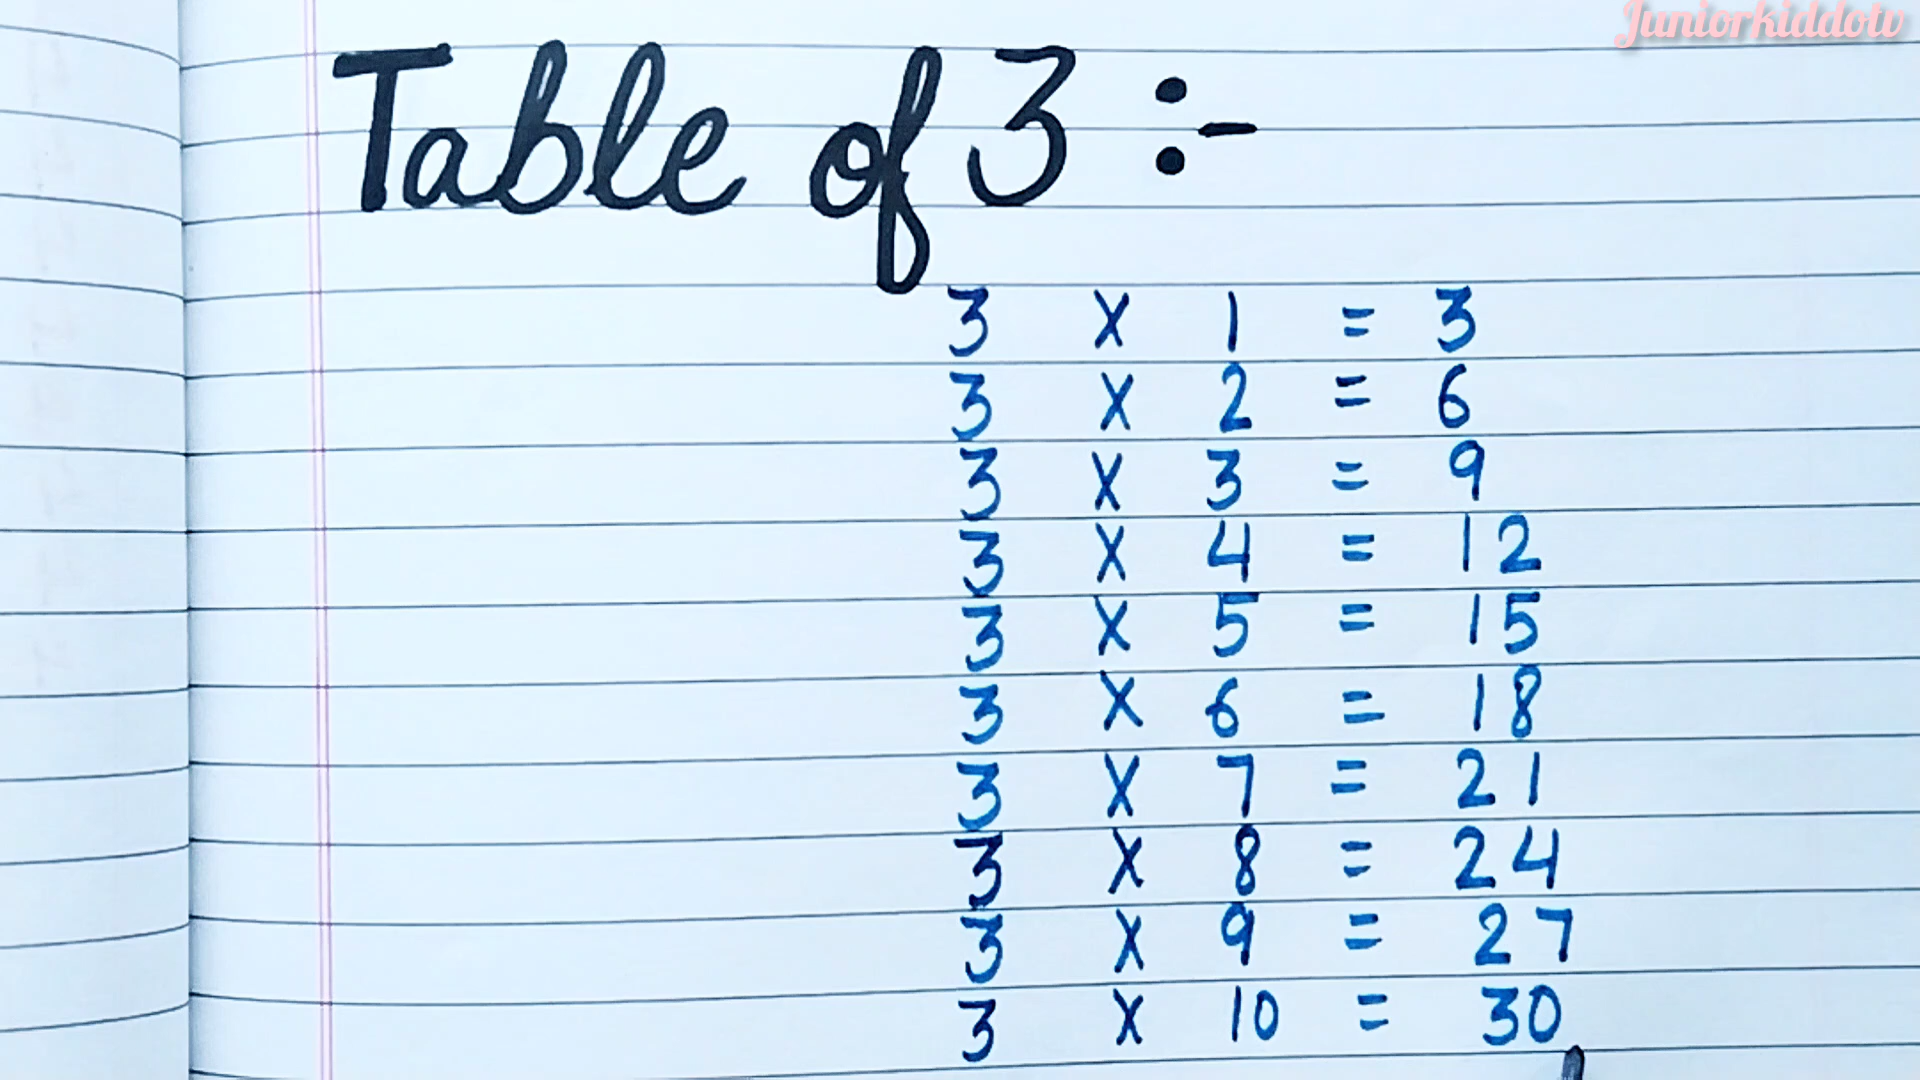 Juniorkiddotv
Table of 3 :-
3 X 1 = 3
3 X 2 = 6
3 X 3 = 9
3 X 4 = 12
3 X 5 = 15
3 X 6 = 18
3 X 7 = 21
3 X 8 = 24
3 X 9 = 27
3 X 10 = 30